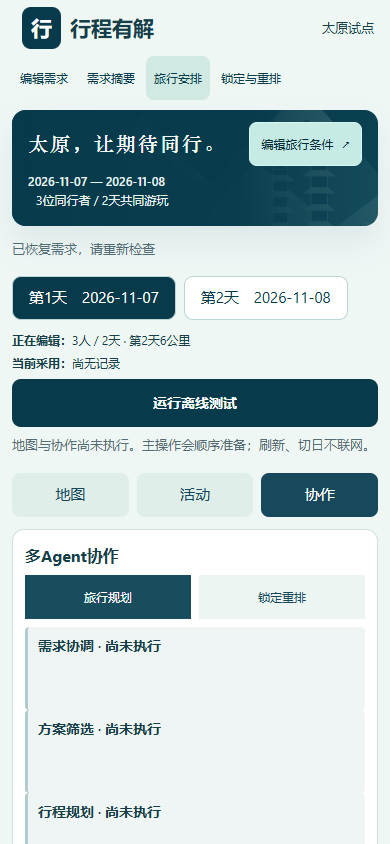 行 行程有解 太原试点
编辑需求 需求摘要 旅行安排 锁定与重排
太原，让期待同行。
编辑旅行条件 ↗
2026-11-07 — 2026-11-08
3位同行者 / 2天共同游玩
已恢复需求，请重新检查
第1天 2026-11-07 第2天 2026-11-08
正在编辑：3人 / 2天 · 第2天6公里
当前采用：尚无记录
运行离线测试
地图与协作尚未执行。主操作会顺序准备；刷新、切日不联网。
地图 活动 协作
多Agent协作
旅行规划 锁定重排
需求协调 · 尚未执行
方案筛选 · 尚未执行
行程规划 · 尚未执行